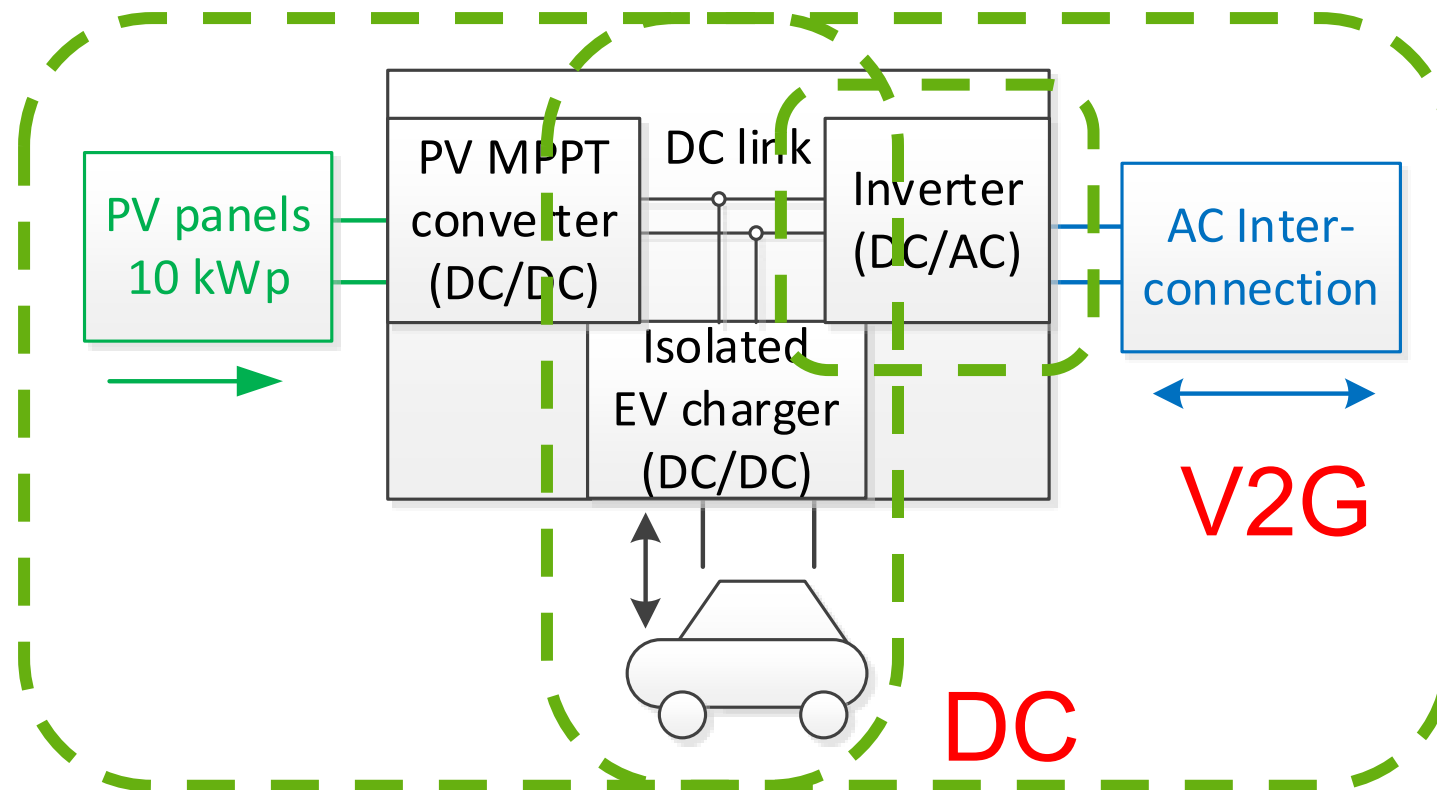 PV panels
10 kWp
PV MPPT
converter
(DC/DC)
DC link
Inverter
(DC/AC)
AC Inter-
connection
Isolated
EV charger
(DC/DC)
V2G
DC